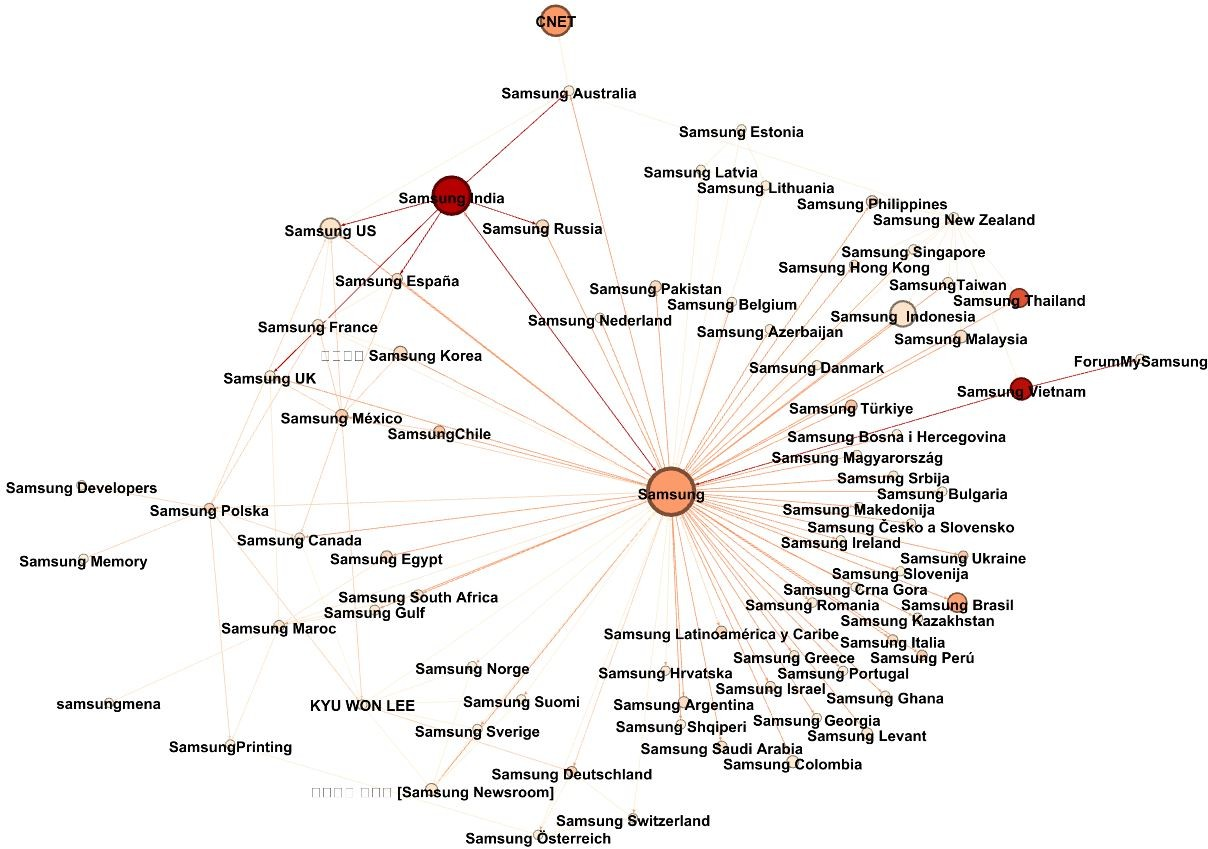 CNET
Samsung Australia
Samsung Estonia
Samsung Latvia
Samsung Lithuania
Samsung India
Samsung Philippines
Samsung New Zealand
Samsung US
Samsung Russia
Samsung Singapore
Samsung Hong Kong
Samsung España
SamsungTaiwan
Samsung Pakistan
Samsung Thailand
Samsung Belgium
Samsung Indonesia
Samsung Nederland
Samsung France
Samsung Azerbaijan
Samsung Malaysia
Samsung Korea
ForumMySamsung
Samsung Danmark
Samsung UK
Samsung Vietnam
Samsung Türkiye
Samsung México
SamsungChile
Samsung Bosna i Hercegovina
Samsung Magyarország
Samsung Srbija
Samsung Developers
Samsung
Samsung Bulgaria
Samsung Polska
Samsung Makedonija
Samsung Česko a Slovensko
Samsung Canada
Samsung Ireland
Samsung Egypt
Samsung Ukraine
Samsung Memory
Samsung Slovenija
Samsung Crna Gora
Samsung South Africa
Samsung Romania
Samsung Brasil
Samsung Gulf
Samsung Kazakhstan
Samsung Maroc
Samsung Latinoamérica y Caribe
Samsung Italia
Samsung Greece
Samsung Perú
Samsung Norge
Samsung Hrvatska
Samsung Portugal
Samsung Israel
Samsung Ghana
samsungmena
KYU WON LEE
Samsung Suomi
Samsung Argentina
Samsung Georgia
Samsung Shqiperi
Samsung Sverige
Samsung Levant
SamsungPrinting
Samsung Saudi Arabia
Samsung Colombia
Samsung Deutschland
[Samsung Newsroom]
Samsung Switzerland
Samsung Österreich